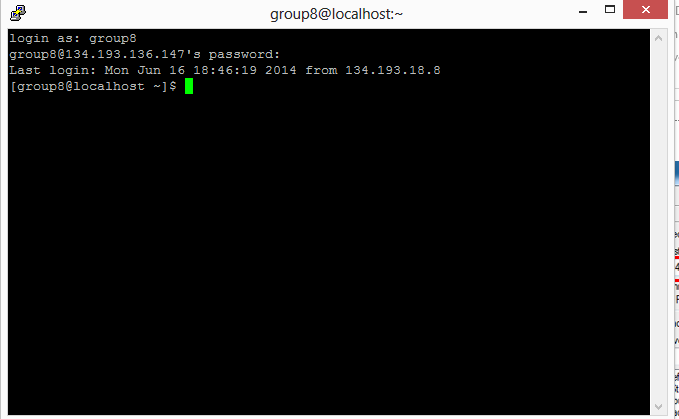 group8@localhost:~
login as: group8
group8@134.193.136.147's password:
Last login: Mon Jun 16 18:46:19 2014 from 134.193.18.8
[group8@localhost ~]$